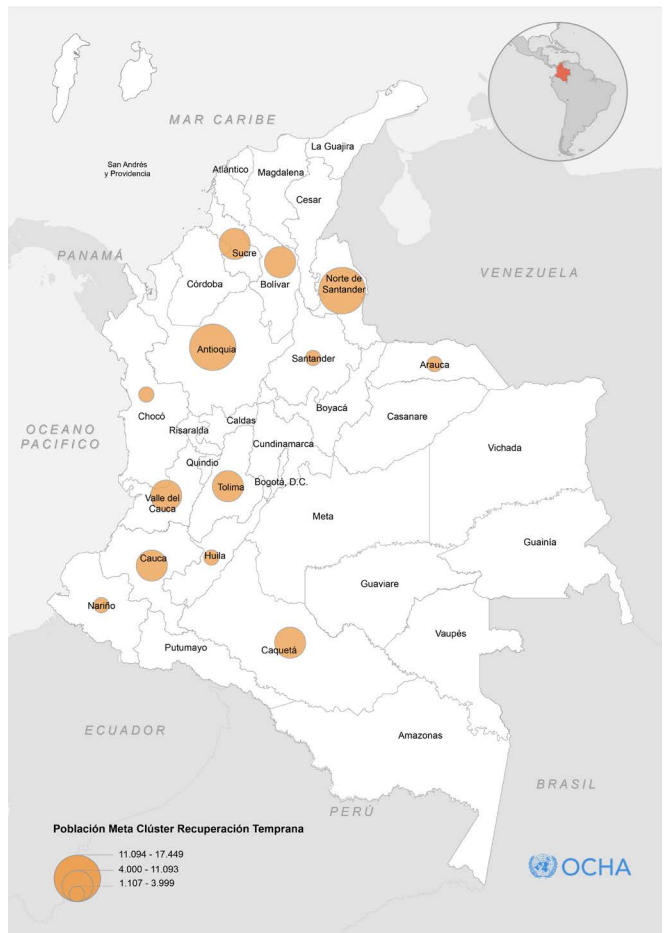 MAR CARIBE
La Guajira
San Andrés
y Providencia
Atlántico
Magdalena
Cesar
PANAMÁ
Sucre
VENEZUELA
Córdoba
Bolívar
Norte de
Santander
Antioquia
Santander
Arauca
Chocó
Boyacá
Casanare
OCEANO
PACIFICO
Risaralda
Caldas
Cundinamarca
Vichada
Quindio
Bogotá, D.C.
Valle del
Cauca
Tolima
Meta
Guainía
Cauca
Huila
Guaviare
Nariño
Vaupés
Putumayo
Caquetá
ECUADOR
Amazonas
BRASIL
PERÚ
Población Meta Clúster Recuperación Temprana
11.094 - 17.449
4.000 - 11.093
1.107 - 3.999
OCHA